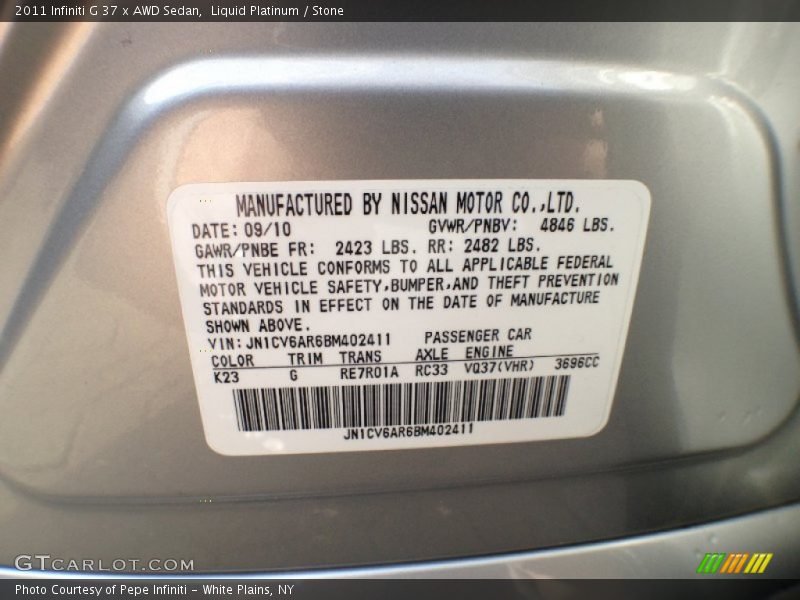 2011 Infiniti G 37 x AWD Sedan,  Liquid Platinum / Stone
MANUFACTURED BY NISSAN MOTOR CO.,LTD.
DATE: 09/10 GVWR/PNBV: 4846 LBS.
GAWR/PNBE FR: 2423 LBS. RR: 2482 LBS.
THIS VEHICLE CONFORMS TO ALL APPLICABLE FEDERAL
MOTOR VEHICLE SAFETY,BUMPER,AND THEFT PREVENTION
STANDARDS IN EFFECT ON THE DATE OF MANUFACTURE
SHOWN ABOVE.
VIN: JN1CV6AR6BM402411 PASSENGER CAR
COLOR TRIM TRANS AXLE ENGINE
K23 G RE7R01A RC33 VQ37(VHR) 3696CC
JN1CV6AR6BM402411
GTCARLOT.COM
Photo Courtesy of Pepe Infiniti - White Plains, NY